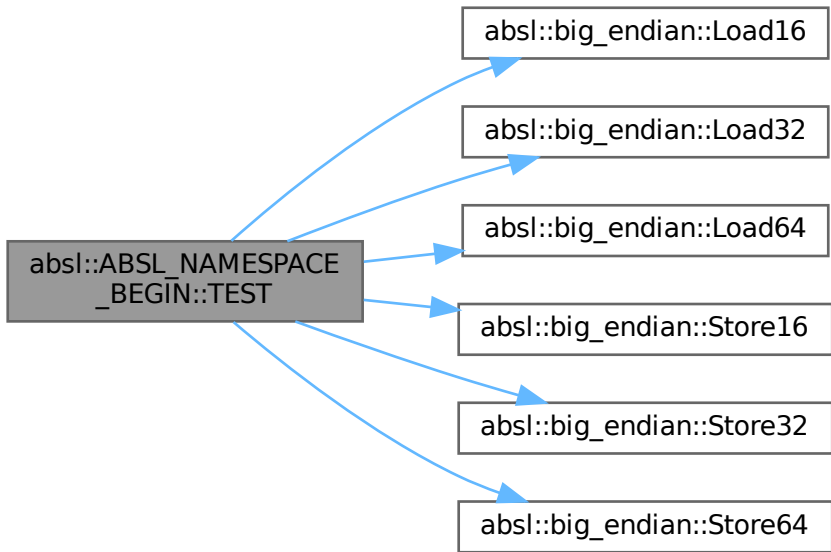 absl::big_endian::Load16
absl::big_endian::Load32
absl::big_endian::Load64
absl::ABSL_NAMESPACE
_BEGIN::TEST
absl::big_endian::Store16
absl::big_endian::Store32
absl::big_endian::Store64